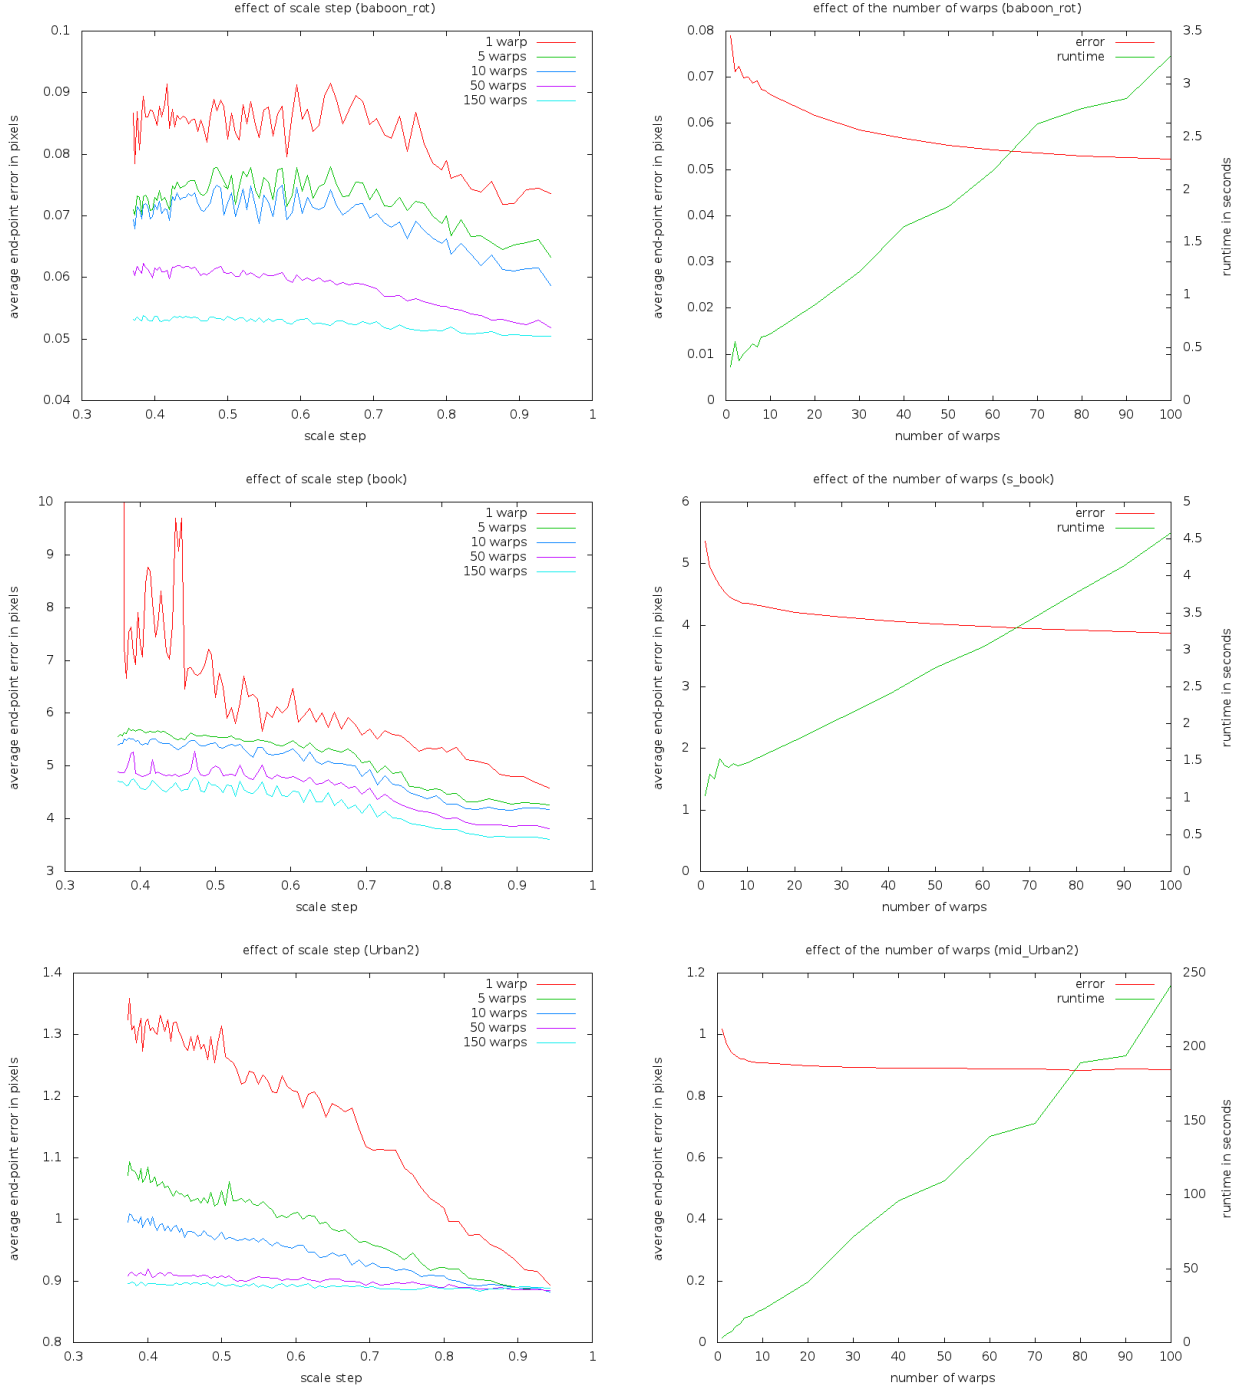 effect of scale step (baboon_rot)
average end-point error in pixels
0.1
0.09
0.08
0.07
0.06
0.05
0.04
0.3 0.4 0.5 0.6 0.7 0.8 0.9 1
scale step
1 warp
5 warps
10 warps
50 warps
150 warps
effect of the number of warps (baboon_rot)
average end-point error in pixels
0.08
0.07
0.06
0.05
0.04
0.03
0.02
0.01
0
0 10 20 30 40 50 60 70 80 90 100
number of warps
error
runtime
3.5
3
2.5
2
1.5
1
0.5
0
runtime in seconds
effect of scale step (book)
average end-point error in pixels
10
9
8
7
6
5
4
3
0.3 0.4 0.5 0.6 0.7 0.8 0.9 1
scale step
1 warp
5 warps
10 warps
50 warps
150 warps
effect of the number of warps (s_book)
average end-point error in pixels
6
5
4
3
2
1
0
0 10 20 30 40 50 60 70 80 90 100
number of warps
error
runtime
5
4.5
4
3.5
3
2.5
2
1.5
1
0.5
0
runtime in seconds
effect of scale step (Urban2)
average end-point error in pixels
1.4
1.3
1.2
1.1
1
0.9
0.8
0.3 0.4 0.5 0.6 0.7 0.8 0.9 1
scale step
1 warp
5 warps
10 warps
50 warps
150 warps
effect of the number of warps (mid_Urban2)
average end-point error in pixels
1.2
1
0.8
0.6
0.4
0.2
0
0 10 20 30 40 50 60 70 80 90 100
number of warps
error
runtime
250
200
150
100
50
0
runtime in seconds